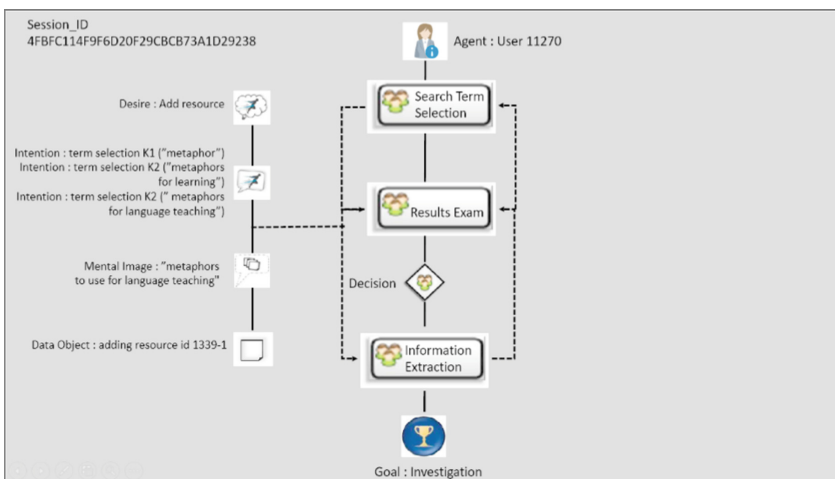 Session_ID
4FBFC114F9F6D20F29CBCB73A1D29238
Agent : User 11270
Search Term
Selection
Desire : Add resource
Intention : term selection K1 ("metaphor")
Intention : term selection K2 ("metaphors
for learning")
Intention : term selection K2 (" metaphors
for language teaching")
Results Exam
Mental Image : "metaphors
to use for language teaching"
Decision
Data Object : adding resource id 1339-1
Information
Extraction
Goal : Investigation